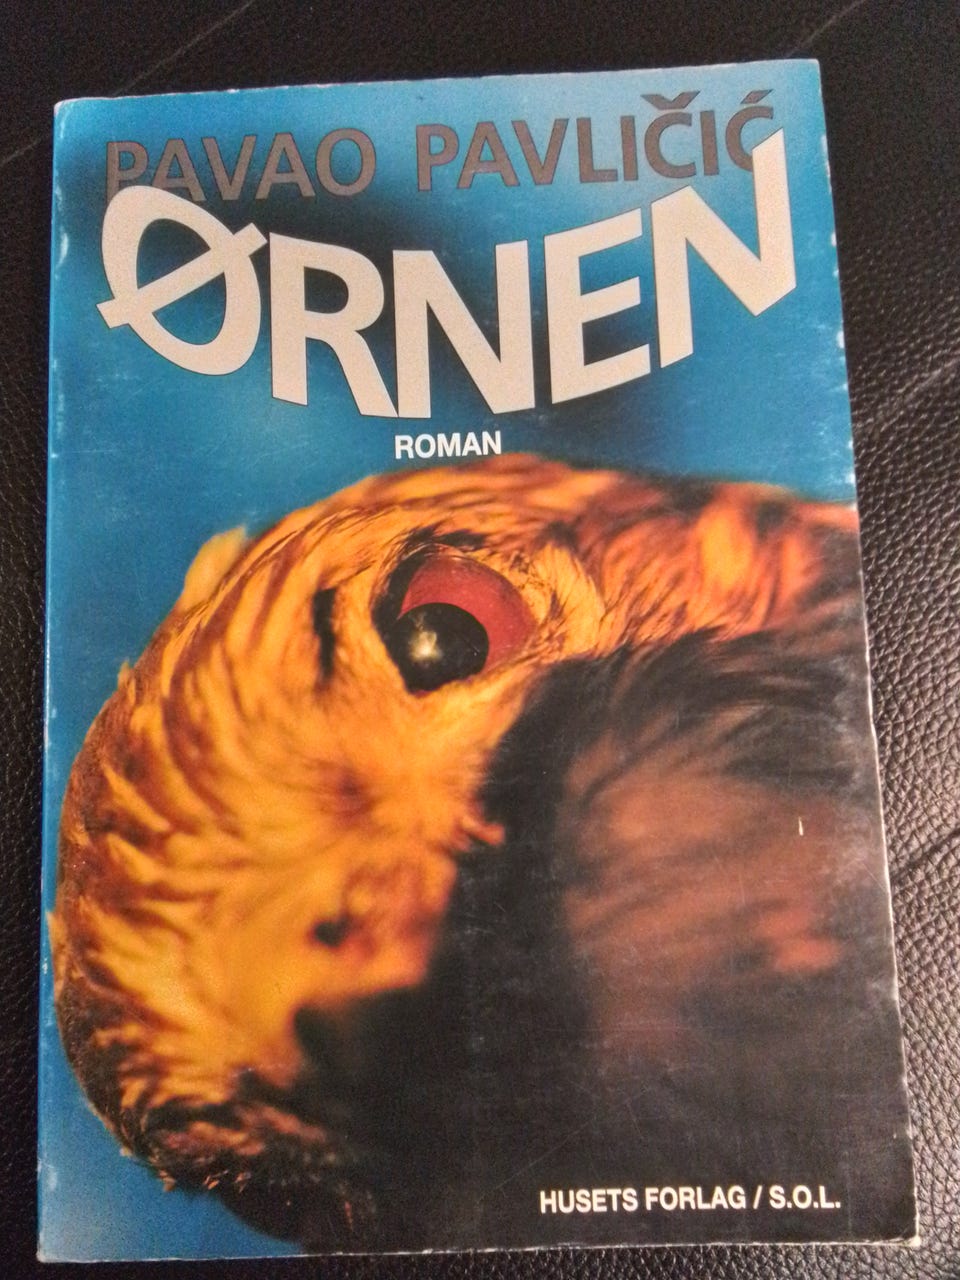 PAVAO PAVLIČIĆ
ØRNEN
ROMAN
HUSETS FORLAG / S.O.L.